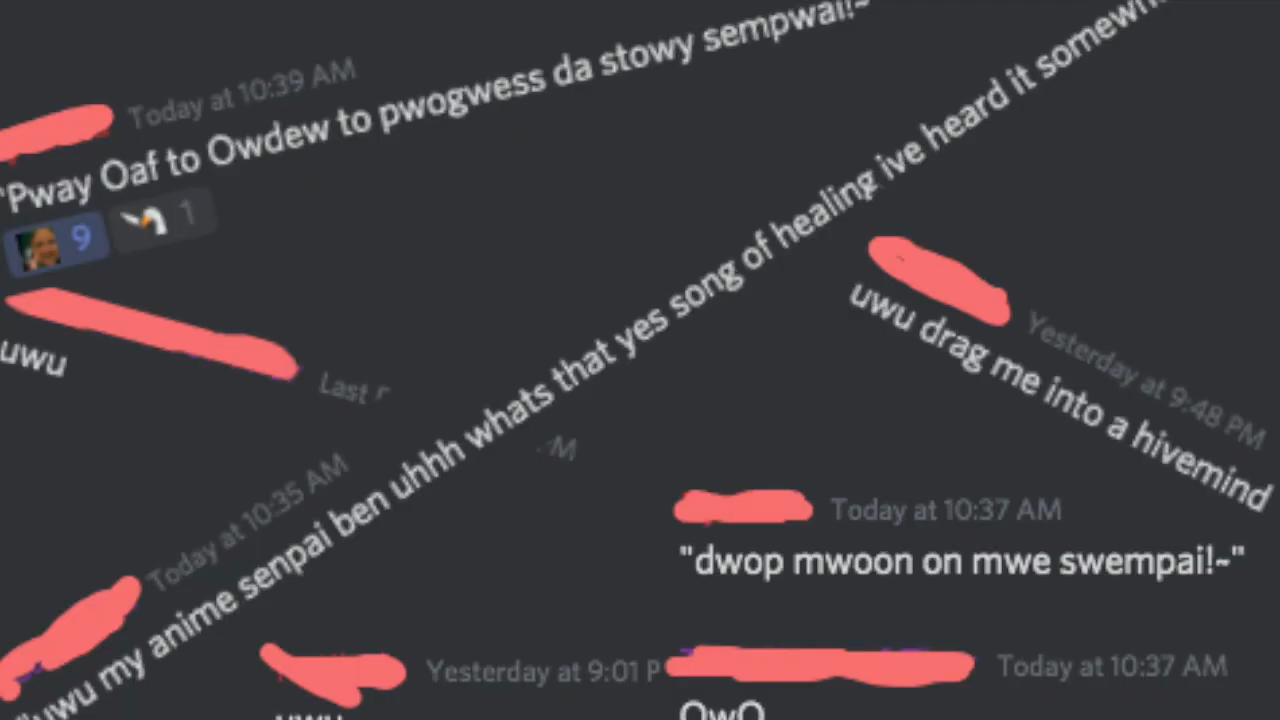 Today at 10:39 AM
"Pway Oaf to Owdew to pwogwess da stowy sempwai!~
9 1
uwu
Last
Today at 10:35 AM
"uwu my anime senpai ben uhhh whats that yes song of healing ive heard it
Yesterday at 9:48 PM
uwu drag me into a hivemind
M
Today at 10:37 AM
"dwop mwoon on mwe swempai!~"
Yesterday at 9:01 P
uwu
Today at 10:37 AM
OwO